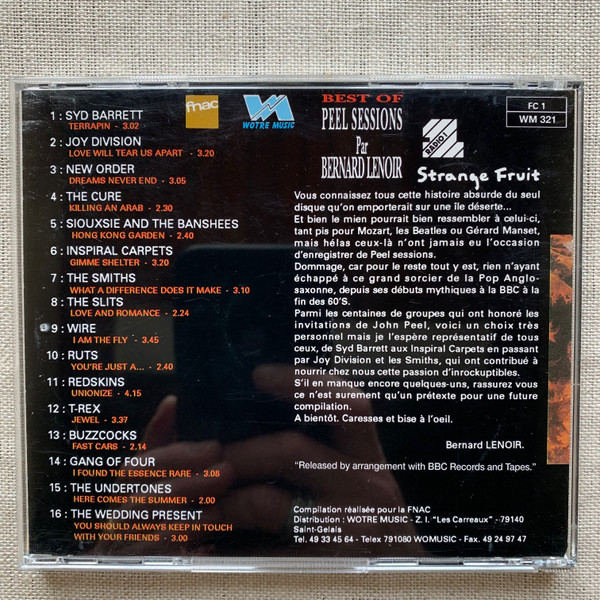 1 : SYD BARRETT
TERRAPIN - 3.02
2 : JOY DIVISION
LOVE WILL TEAR US APART - 3.20
3 : NEW ORDER
DREAMS NEVER END - 3.05
4 : THE CURE
KILLING AN ARAB - 2.30
5 : SIOUXSIE AND THE BANSHEES
HONG KONG GARDEN - 2.40
6 : INSPIRAL CARPETS
GIMME SHELTER - 3.20
7 : THE SMITHS
WHAT A DIFFERENCE DOES IT MAKE - 3.10
8 : THE SLITS
LOVE AND ROMANCE - 2.24
9 : WIRE
I AM THE FLY - 3.45
10 : RUTS
YOU'RE JUST A... - 2.40
11 : REDSKINS
UNIONIZE - 4.15
12 : T-REX
JEWEL - 3.37
13 : BUZZCOCKS
FAST CARS - 2.14
14 : GANG OF FOUR
I FOUND THE ESSENCE RARE - 3.08
15 : THE UNDERTONES
HERE COMES THE SUMMER - 2.00
16 : THE WEDDING PRESENT
YOU SHOULD ALWAYS KEEP IN TOUCH
WITH YOUR FRIENDS - 3.00
fnac
WOTRE MUSIC
BEST OF
PEEL SESSIONS
Par
BERNARD LENOIR
RADIO 1
Strange Fruit
FC 1
WM 321
Vous connaissez tous cette histoire absurde du seul
disque qu'on emporterait sur une île déserte...
Et bien le mien pourrait bien ressembler à celui-ci,
tant pis pour Mozart, les Beatles ou Gérard Manset,
mais hélas ceux-là n'ont jamais eu l'occasion
d'enregistrer de Peel sessions.
Dommage, car pour le reste tout y est, rien n'ayant
échappé à ce grand sorcier de la Pop Anglo-
saxonne, depuis ses débuts mythiques à la BBC à la
fin des 60'S.
Parmi les centaines de groupes qui ont honoré les
invitations de John Peel, voici un choix très
personnel mais je l'espère représentatif de tous
ceux, de Syd Barrett aux Inspiral Carpets en passant
par Joy Division et les Smiths, qui ont contribué à
nourrir chez nous cette passion d'inrockuptibles.
S'il en manque encore quelques-uns, rassurez vous
ce n'est surement qu'un prétexte pour une future
compilation.
A bientôt. Caresses et bise à l'oeil.
Bernard LENOIR.
"Released by arrangement with BBC Records and Tapes."
Compilation réalisée pour la FNAC
Distribution : WOTRE MUSIC - Z. I. "Les Carreaux" - 79140
Saint-Gelais
Tel. 49 33 45 64 - Telex 791080 WOMUSIC - Fax. 49 24 97 47